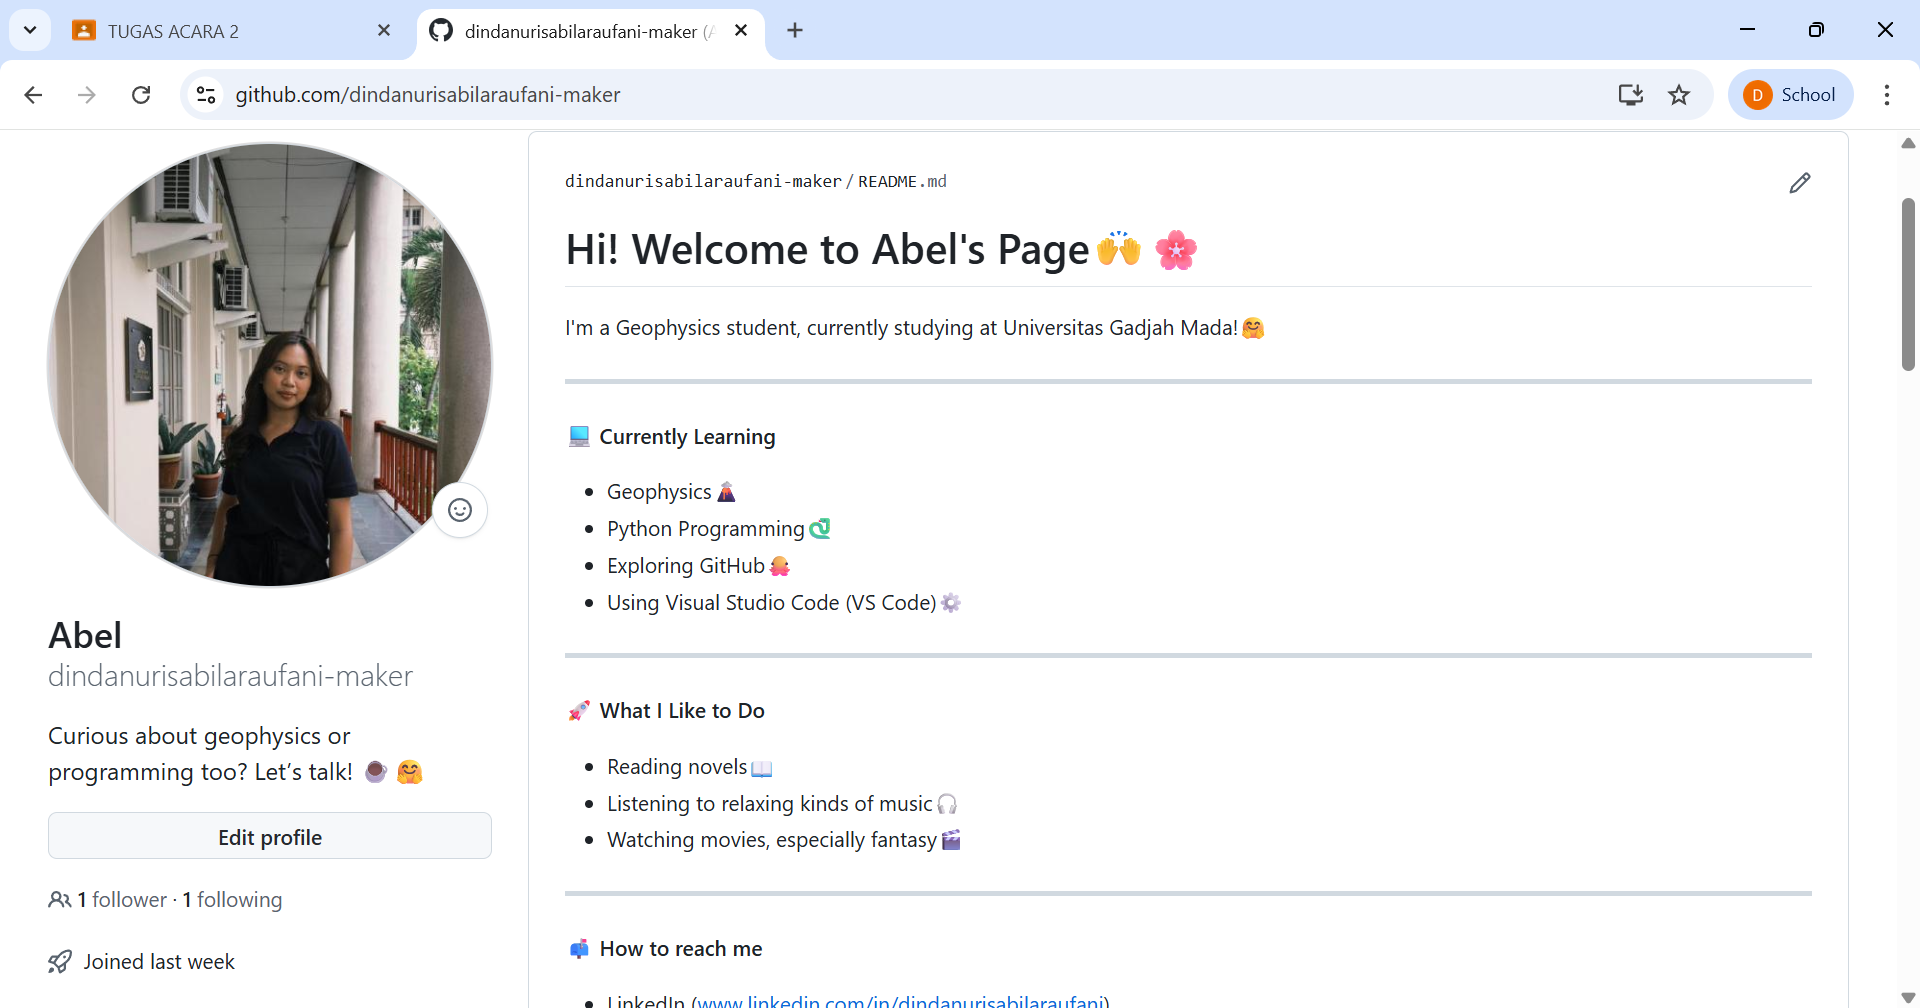 TUGAS ACARA 2
dindanurisabilaraufani-maker (
github.com/dindanurisabilaraufani-maker
D School
dindanurisabilaraufani-maker/README.md
Hi! Welcome to Abel's Page🙌 🌸
I'm a Geophysics student, currently studying at Universitas Gadjah Mada!🤗
💻 Currently Learning
• Geophysics🌋
• Python Programming🐍
• Exploring GitHub🐙
• Using Visual Studio Code (VS Code)⚙️
🚀 What I Like to Do
• Reading novels📖
• Listening to relaxing kinds of music🎧
• Watching movies, especially fantasy🎬
📫 How to reach me
• LinkedIn (www.linkedin.com/in/dindanurisabilaraufani)
Abel
dindanurisabilaraufani-maker
Curious about geophysics or
programming too? Let’s talk! ☕ 🤗
Edit profile
1 follower · 1 following
Joined last week